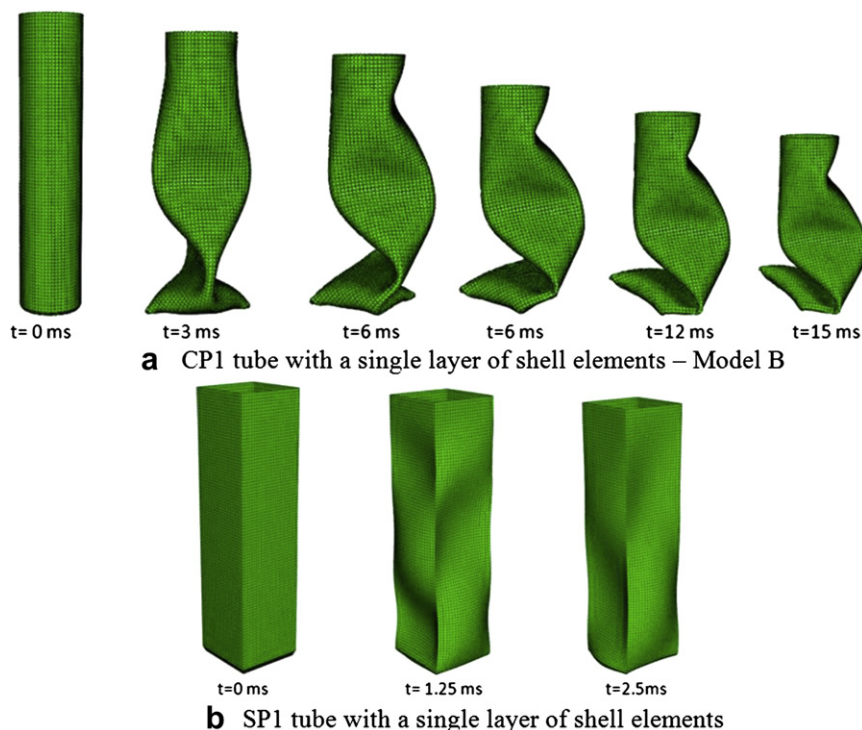 t= 0 ms t=3 ms t=6 ms t=6 ms t=12 ms t=15 ms
a CP1 tube with a single layer of shell elements – Model B
t=0 ms t= 1.25 ms t=2.5ms
b SP1 tube with a single layer of shell elements